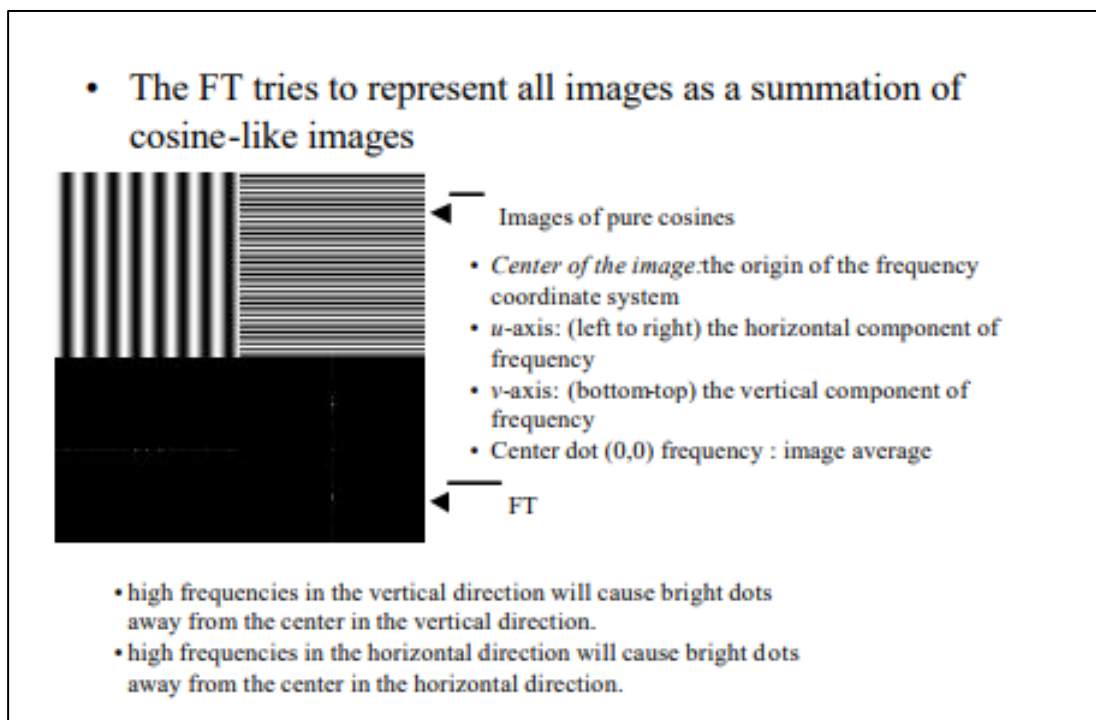 • The FT tries to represent all images as a summation of
cosine-like images
Images of pure cosines
• Center of the image:the origin of the frequency
coordinate system
• u-axis: (left to right) the horizontal component of
frequency
• v-axis: (bottom-top) the vertical component of
frequency
• Center dot (0,0) frequency : image average
FT
• high frequencies in the vertical direction will cause bright dots
away from the center in the vertical direction.
• high frequencies in the horizontal direction will cause bright dots
away from the center in the horizontal direction.